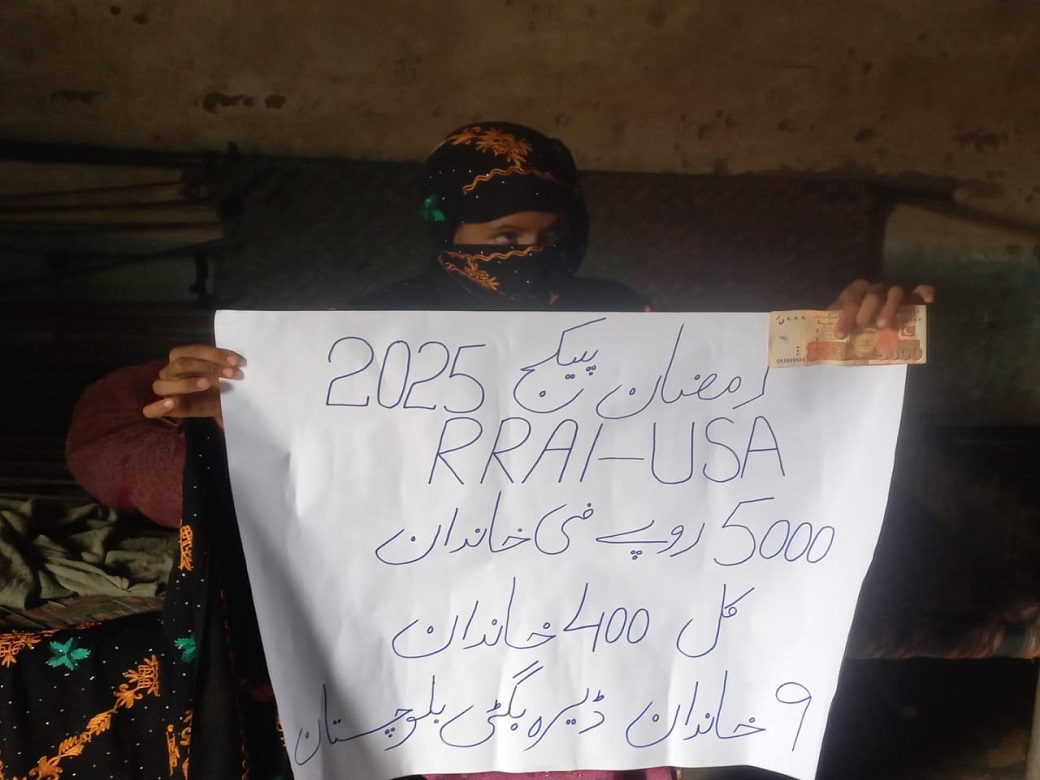 رمضان پیکج 2025
RRAI-USA
5000 روپے فی خاندان
کل 400 خاندان
9 خاندان ڈیرہ بگٹی بلوچستان